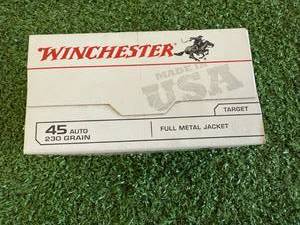 WINCHESTER
MADE IN
USA
TARGET
45 AUTO
230 GRAIN
FULL METAL JACKET